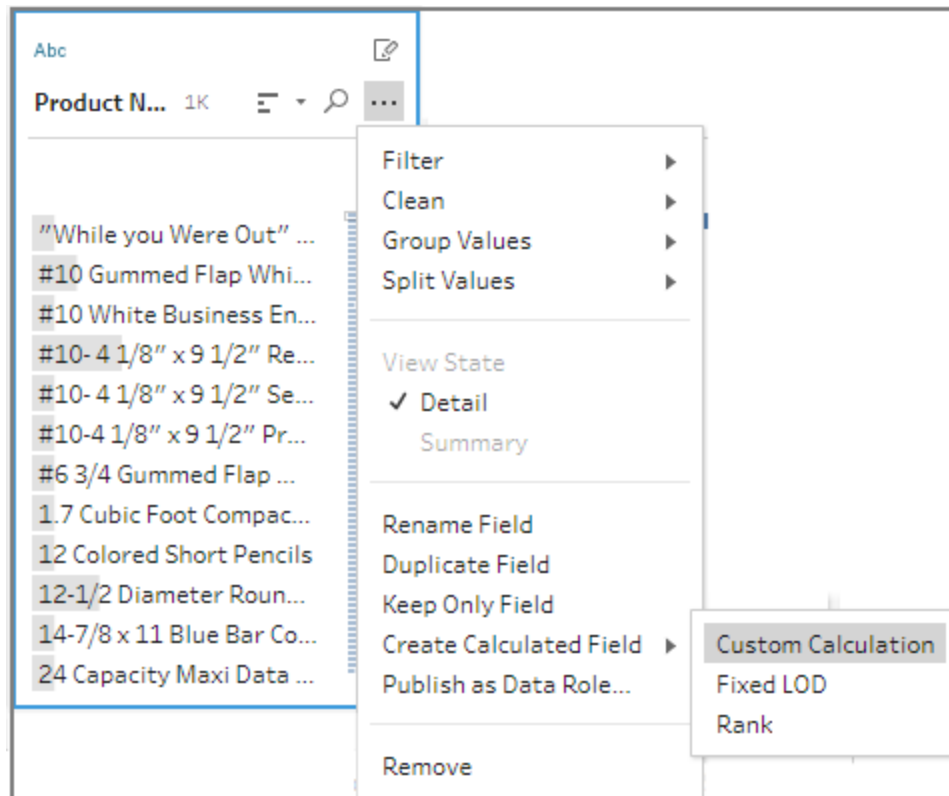 Abc
Product N... 1K
"While you Were Out" ...
#10 Gummed Flap Whi...
#10 White Business En...
#10- 4 1/8" x 9 1/2" Re...
#10- 4 1/8" x 9 1/2" Se...
#10-4 1/8" x 9 1/2" Pr...
#6 3/4 Gummed Flap ...
1.7 Cubic Foot Compac...
12 Colored Short Pencils
12-1/2 Diameter Roun...
14-7/8 x 11 Blue Bar Co...
24 Capacity Maxi Data ...
Filter
Clean
Group Values
Split Values
View State
Detail
Summary
Rename Field
Duplicate Field
Keep Only Field
Create Calculated Field
Publish as Data Role...
Remove
Custom Calculation
Fixed LOD
Rank